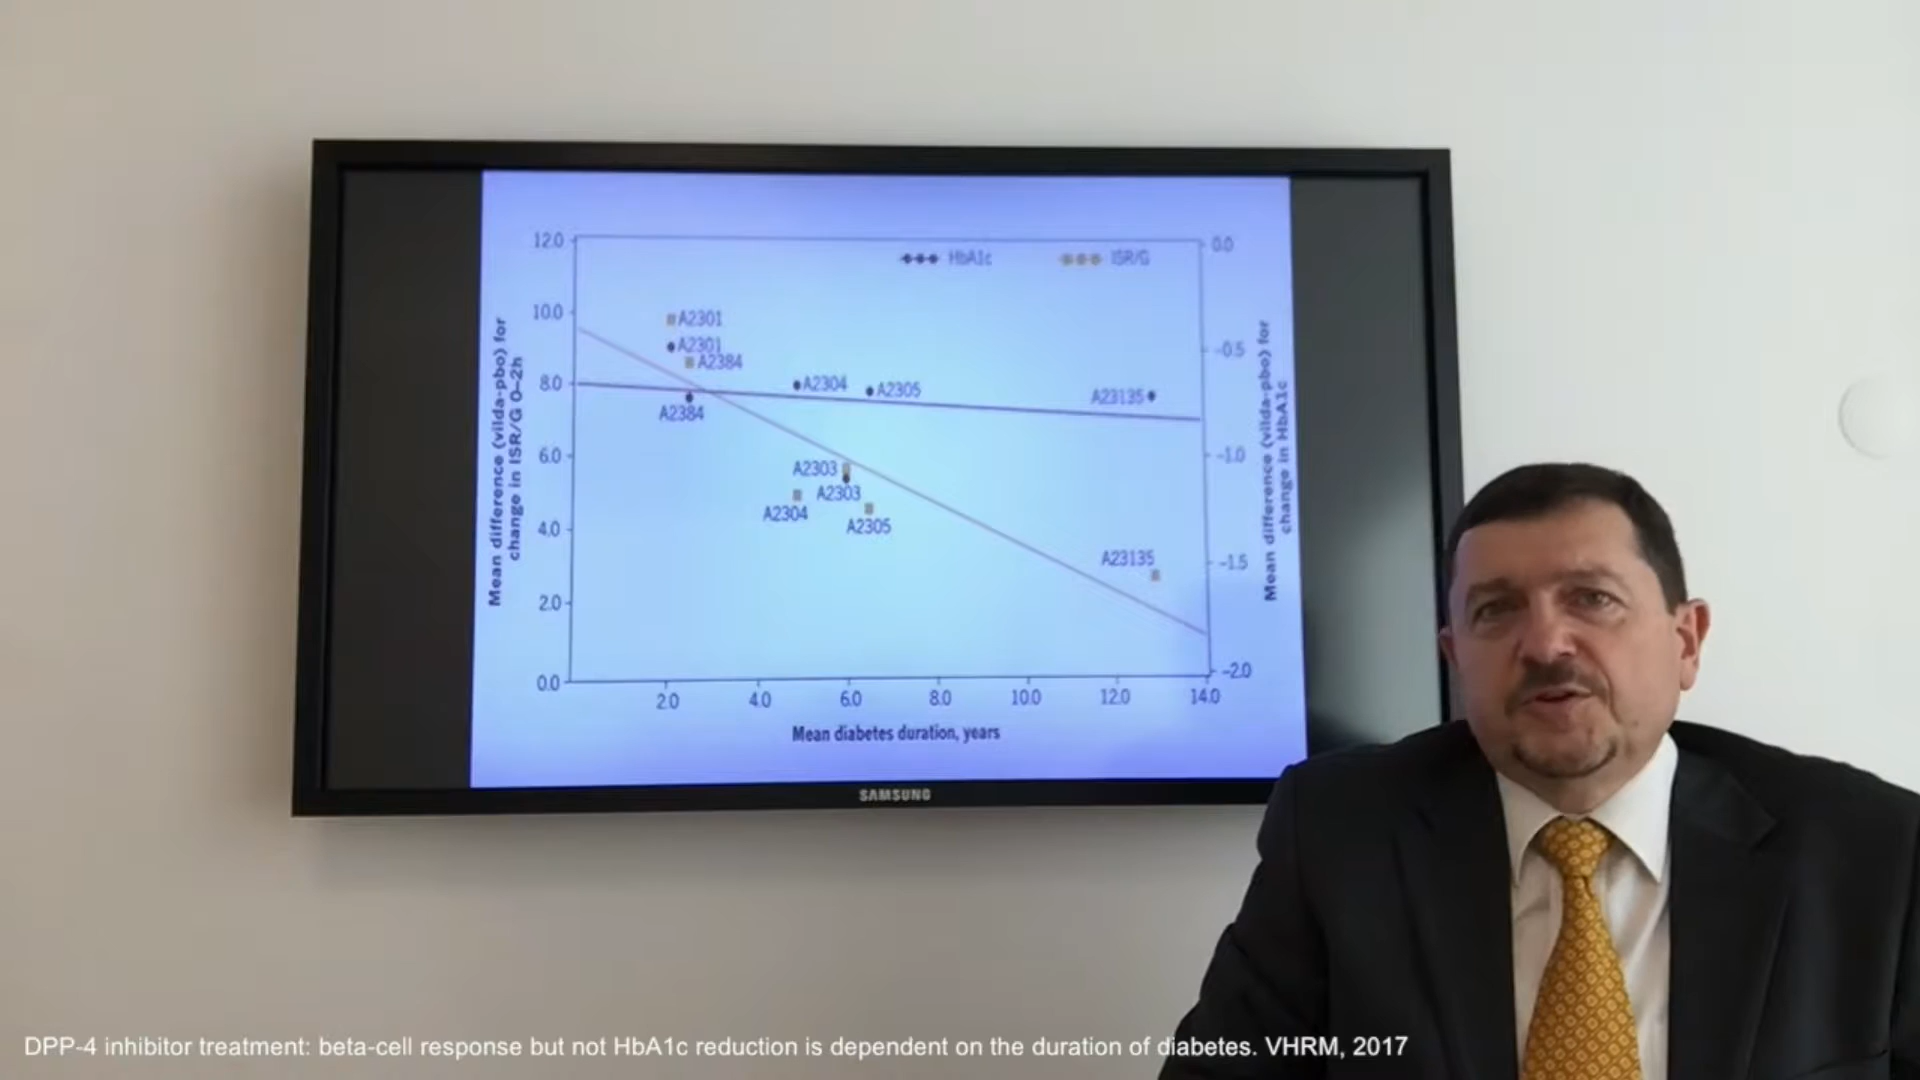 12.0
10.0
8.0
6.0
4.0
2.0
0.0
Mean difference (vilda-pbo) for
change in ISR/G 0–2h
HbA1c
ISR/G
A2301
A2301
A2384
A2384
A2304
A2305
A23135
A2303
A2303
A2304
A2305
A23135
0.0
–0.5
–1.0
–1.5
–2.0
Mean difference (vilda-pbo) for
change in HbA1c
2.0 4.0 6.0 8.0 10.0 12.0 14.0
Mean diabetes duration, years
SAMSUNG
DPP-4 inhibitor treatment: beta-cell response but not HbA1c reduction is dependent on the duration of diabetes. VHRM, 2017